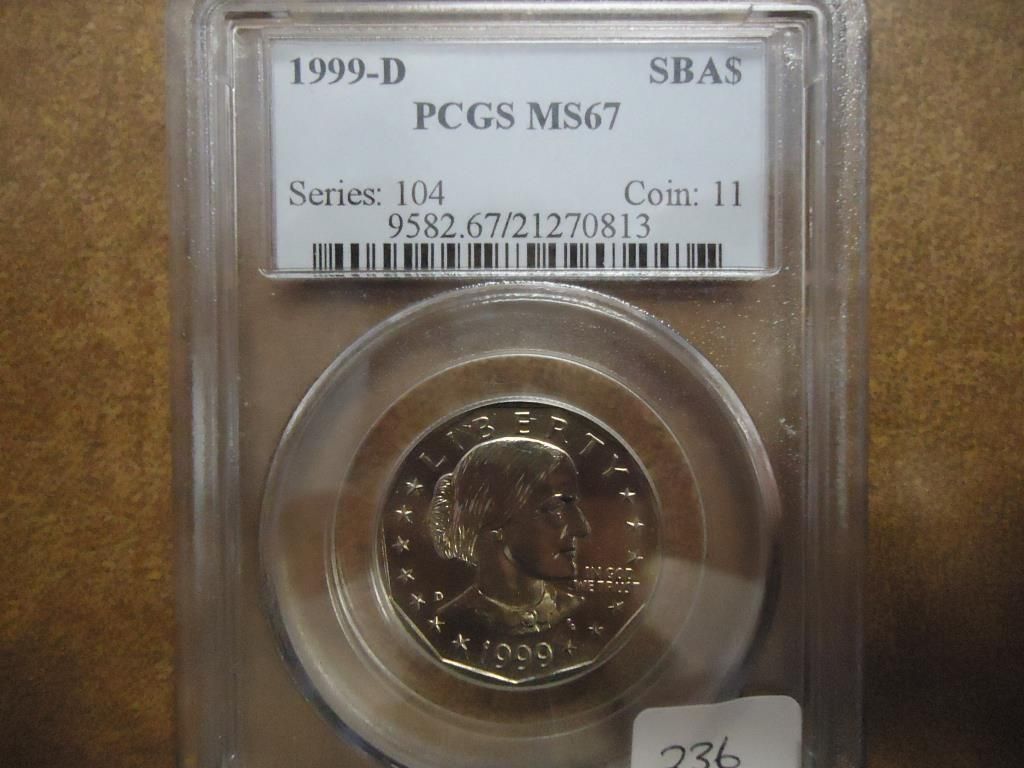 1999-D SBA$
PCGS MS67
Series: 104 Coin: 11
9582.67/21270813
LIBERTY
IN GOD
WE TRUST
D
1999
236